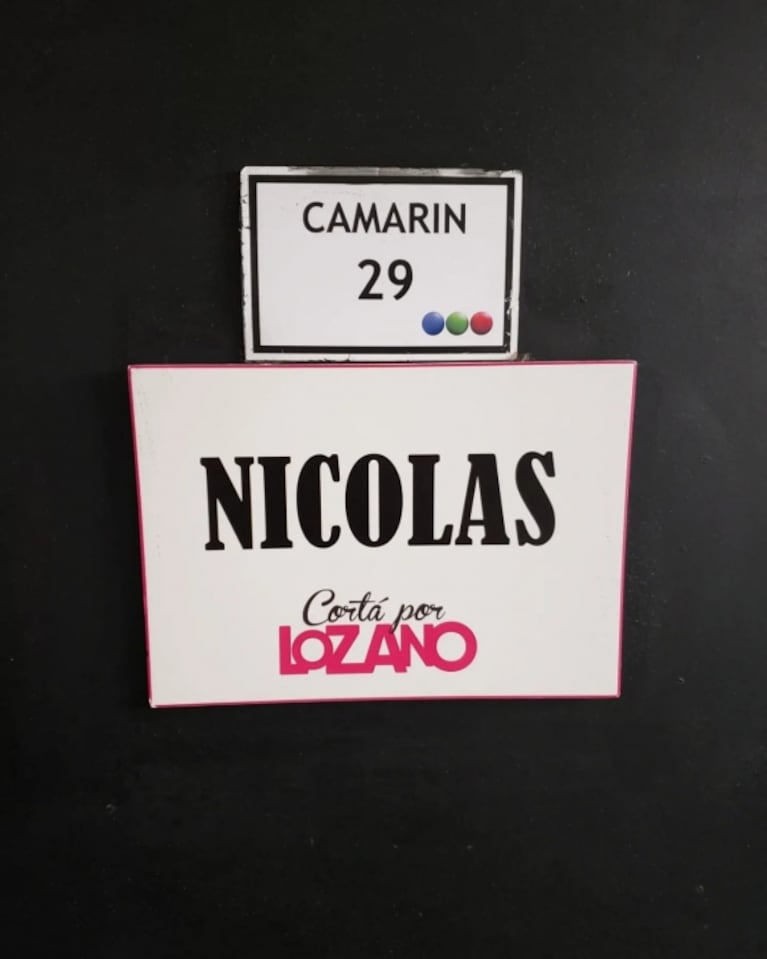 CAMARIN
29
NICOLAS
Cortá por
LOZANO